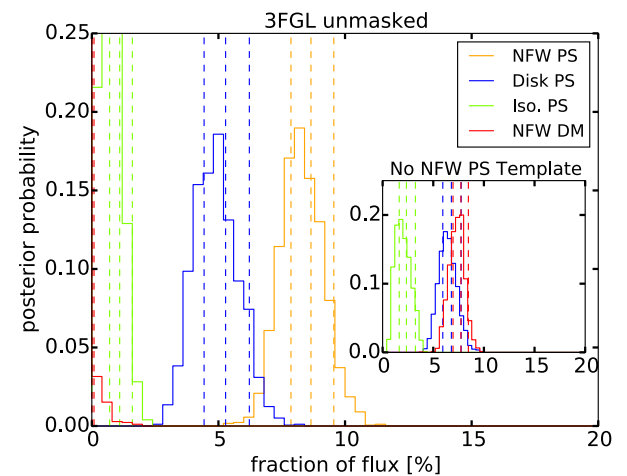 3FGL unmasked
0.25
0.20
0.15
0.10
0.05
0.00
posterior probability
NFW PS
Disk PS
Iso. PS
NFW DM
No NFW PS Template
0.2
0.1
0.0
0 5 10 15 20
0 5 10 15 20
fraction of flux [%]